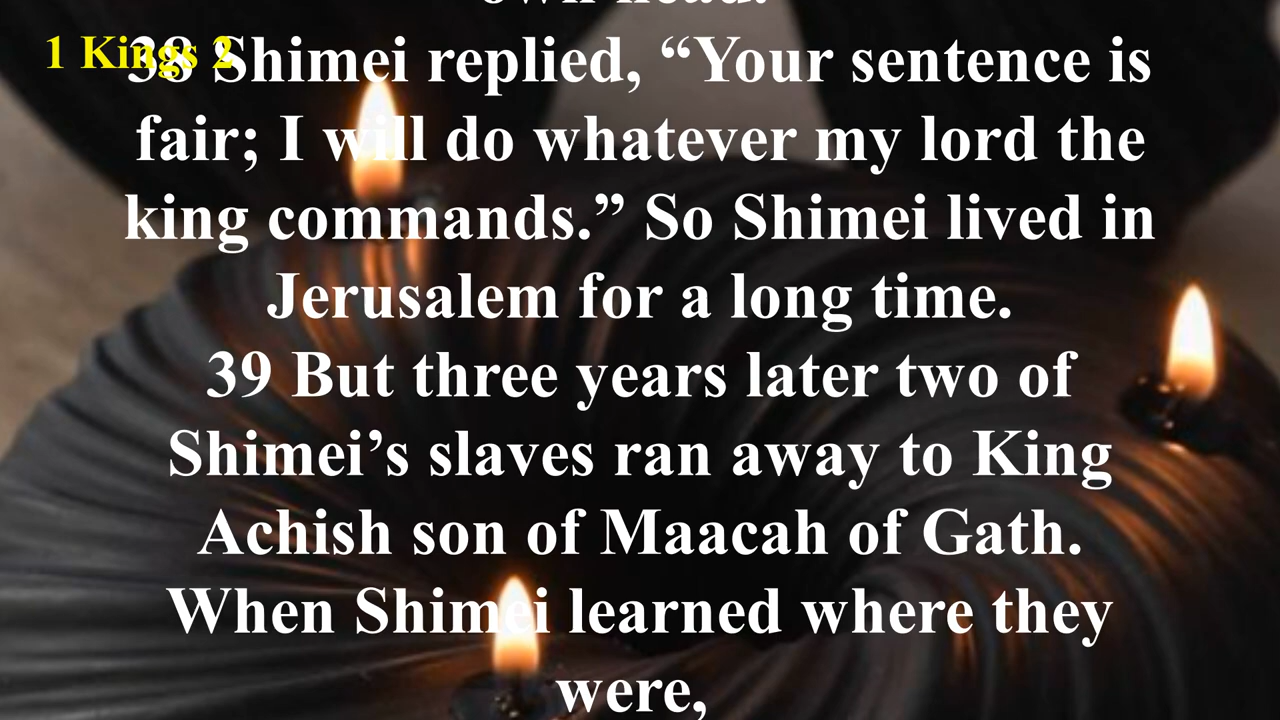 own head.”
1 Kings 2
38 Shimei replied, “Your sentence is
fair; I will do whatever my lord the
king commands.” So Shimei lived in
Jerusalem for a long time.
39 But three years later two of
Shimei’s slaves ran away to King
Achish son of Maacah of Gath.
When Shimei learned where they
were,